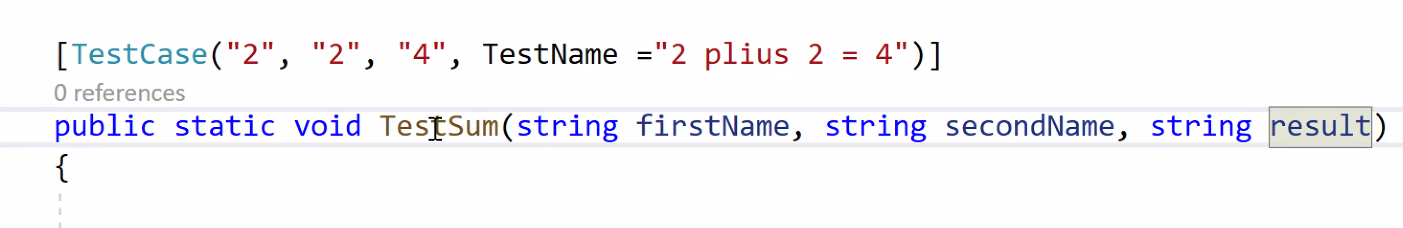 [TestCase("2", "2", "4", TestName ="2 plius 2 = 4")]
0 references
public static void TestSum(string firstName, string secondName, string result)
{